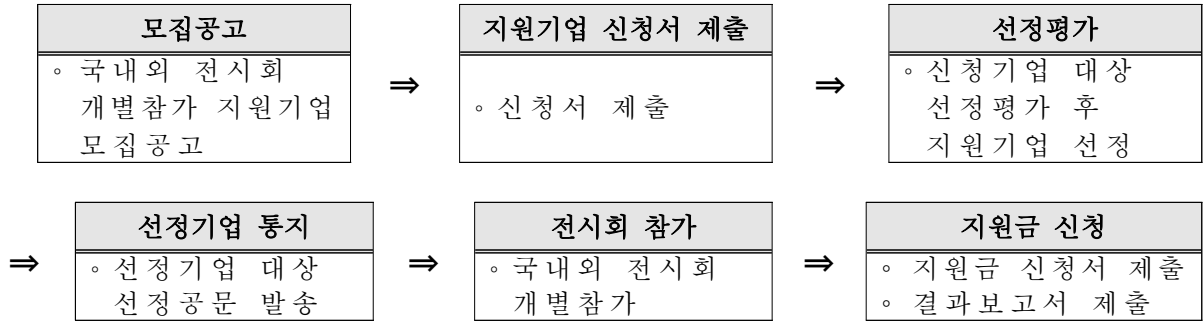 모집공고
◦ 국내외 전시회
개별참가 지원기업
모집공고
⇒
지원기업 신청서 제출
◦ 신청서 제출
⇒
선정평가
◦ 신청기업 대상
선정평가 후
지원기업 선정
⇒
선정기업 통지
◦ 선정기업 대상
선정공문 발송
⇒
전시회 참가
◦ 국내외 전시회
개별참가
⇒
지원금 신청
◦ 지원금 신청서 제출
◦ 결과보고서 제출